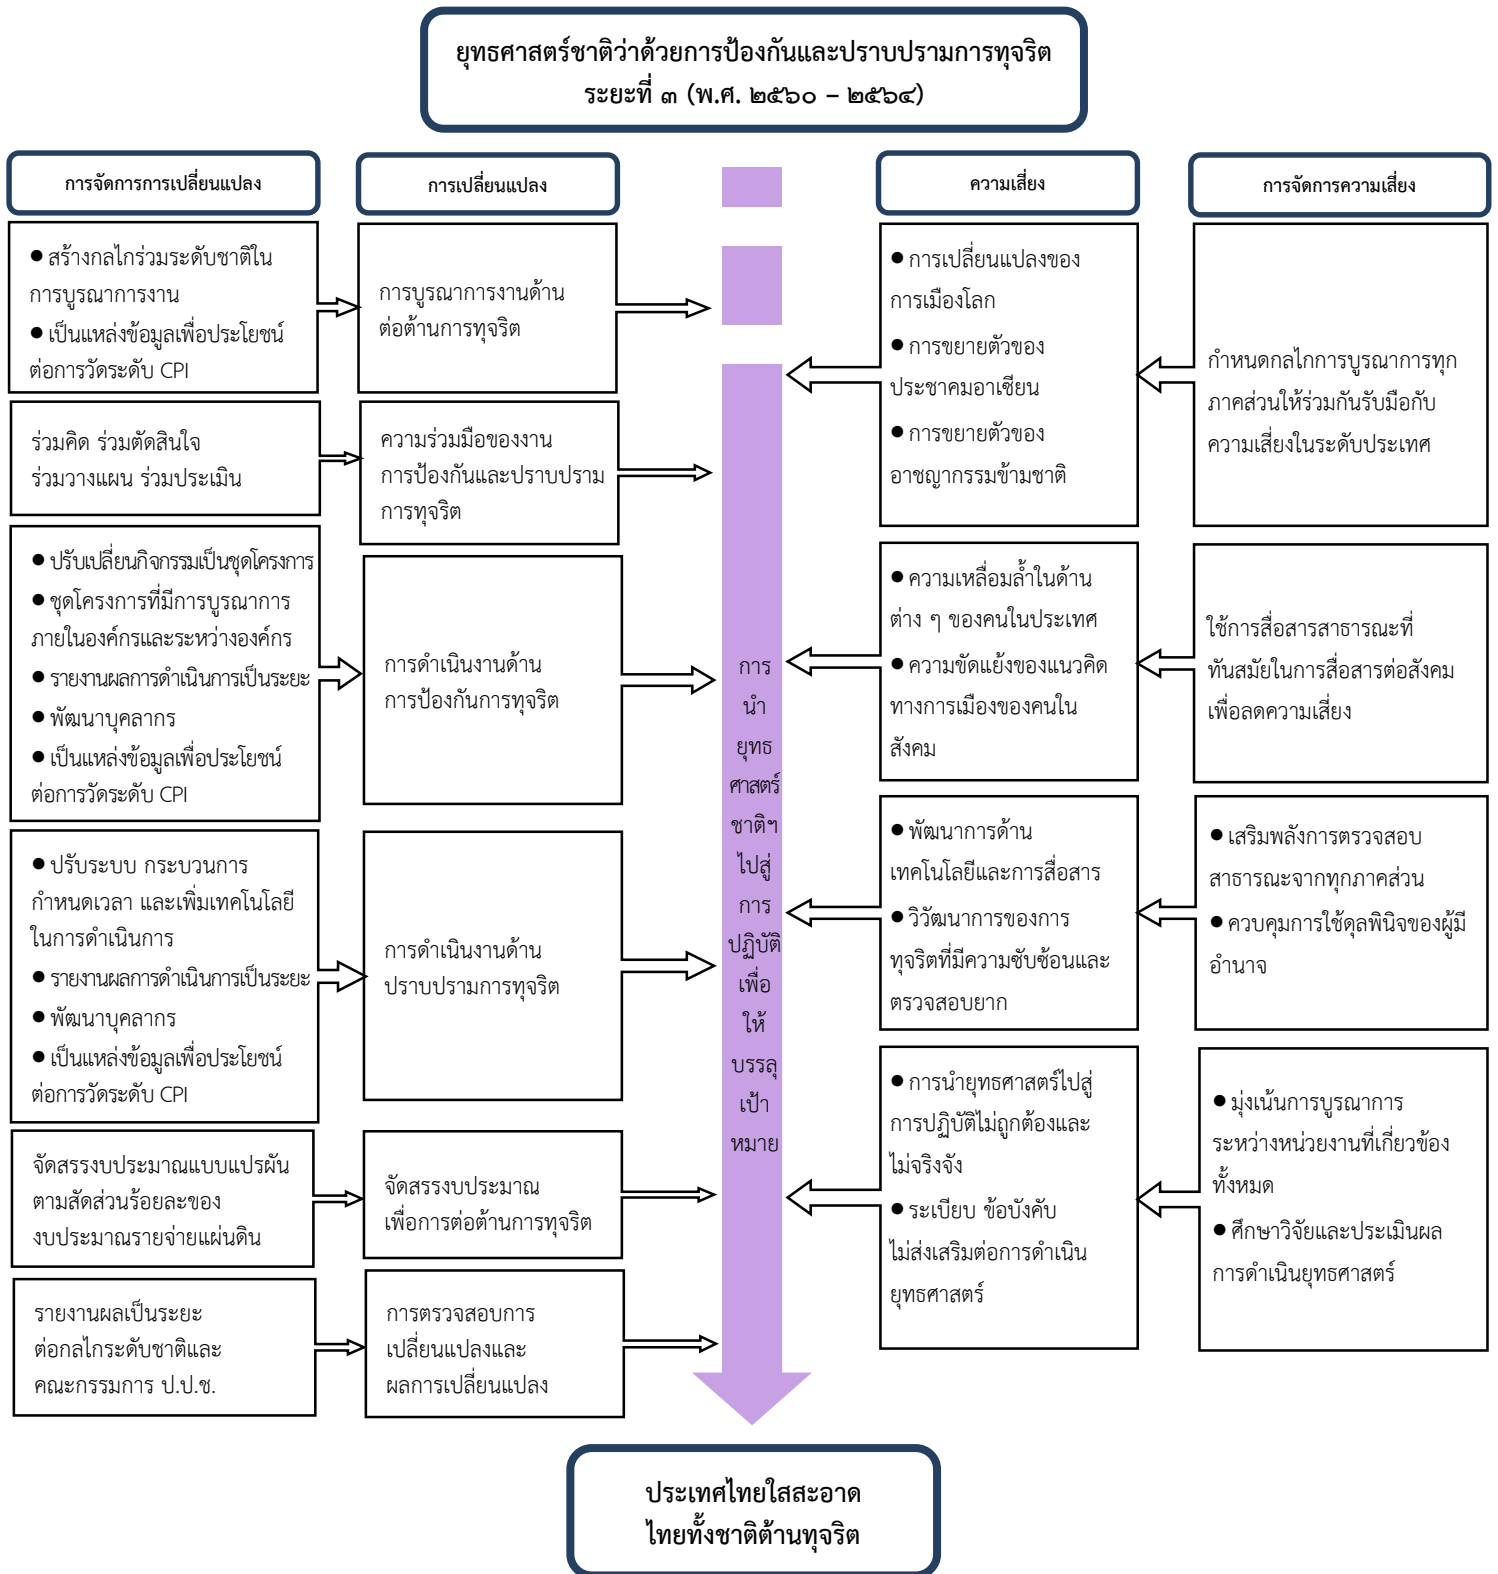 ยุทธศาสตร์ชาติว่าด้วยการป้องกันและปราบปรามการทุจริต
ระยะที่ ๓ (พ.ศ. ๒๕๖๐ – ๒๕๖๔)
การจัดการการเปลี่ยนแปลง
การเปลี่ยนแปลง
ความเสี่ยง
การจัดการความเสี่ยง
● สร้างกลไกร่วมระดับชาติใน
การบูรณาการงาน
● เป็นแหล่งข้อมูลเพื่อประโยชน์
ต่อการวัดระดับ CPI
การบูรณาการงานด้าน
ต่อต้านการทุจริต
ร่วมคิด ร่วมตัดสินใจ
ร่วมวางแผน ร่วมประเมิน
ความร่วมมือของงาน
การป้องกันและปราบปราม
การทุจริต
● ปรับเปลี่ยนกิจกรรมเป็นชุดโครงการ
● ชุดโครงการที่มีการบูรณาการ
ภายในองค์กรและระหว่างองค์กร
● รายงานผลการดำเนินการเป็นระยะ
● พัฒนาบุคลากร
● เป็นแหล่งข้อมูลเพื่อประโยชน์
ต่อการวัดระดับ CPI
การดำเนินงานด้าน
การป้องกันการทุจริต
● ปรับระบบ กระบวนการ
กำหนดเวลา และเพิ่มเทคโนโลยี
ในการดำเนินการ
● รายงานผลการดำเนินการเป็นระยะ
● พัฒนาบุคลากร
● เป็นแหล่งข้อมูลเพื่อประโยชน์
ต่อการวัดระดับ CPI
การดำเนินงานด้าน
ปราบปรามการทุจริต
จัดสรรงบประมาณแบบแปรผัน
ตามสัดส่วนร้อยละของ
งบประมาณรายจ่ายแผ่นดิน
จัดสรรงบประมาณ
เพื่อการต่อต้านการทุจริต
รายงานผลเป็นระยะ
ต่อกลไกระดับชาติและ
คณะกรรมการ ป.ป.ช.
การตรวจสอบการ
เปลี่ยนแปลงและ
ผลการเปลี่ยนแปลง
การ
นำ
ยุทธ
ศาสตร์
ชาติฯ
ไปสู่
การ
ปฏิบัติ
เพื่อ
ให้
บรรลุ
เป้า
หมาย
● การเปลี่ยนแปลงของ
การเมืองโลก
● การขยายตัวของ
ประชาคมอาเซียน
● การขยายตัวของ
อาชญากรรมข้ามชาติ
กำหนดกลไกการบูรณาการทุก
ภาคส่วนให้ร่วมกันรับมือกับ
ความเสี่ยงในระดับประเทศ
● ความเหลื่อมล้ำในด้าน
ต่าง ๆ ของคนในประเทศ
● ความขัดแย้งของแนวคิด
ทางการเมืองของคนใน
สังคม
ใช้การสื่อสารสาธารณะที่
ทันสมัยในการสื่อสารต่อสังคม
เพื่อลดความเสี่ยง
● พัฒนาการด้าน
เทคโนโลยีและการสื่อสาร
● วิวัฒนาการของการ
ทุจริตที่มีความซับซ้อนและ
ตรวจสอบยาก
● เสริมพลังการตรวจสอบ
สาธารณะจากทุกภาคส่วน
● ควบคุมการใช้ดุลพินิจของผู้มี
อำนาจ
● การนำยุทธศาสตร์ไปสู่
การปฏิบัติไม่ถูกต้องและ
ไม่จริงจัง
● ระเบียบ ข้อบังคับ
ไม่ส่งเสริมต่อการดำเนิน
ยุทธศาสตร์
● มุ่งเน้นการบูรณาการ
ระหว่างหน่วยงานที่เกี่ยวข้อง
ทั้งหมด
● ศึกษาวิจัยและประเมินผล
การดำเนินยุทธศาสตร์
ประเทศไทยใสสะอาด
ไทยทั้งชาติต้านทุจริต